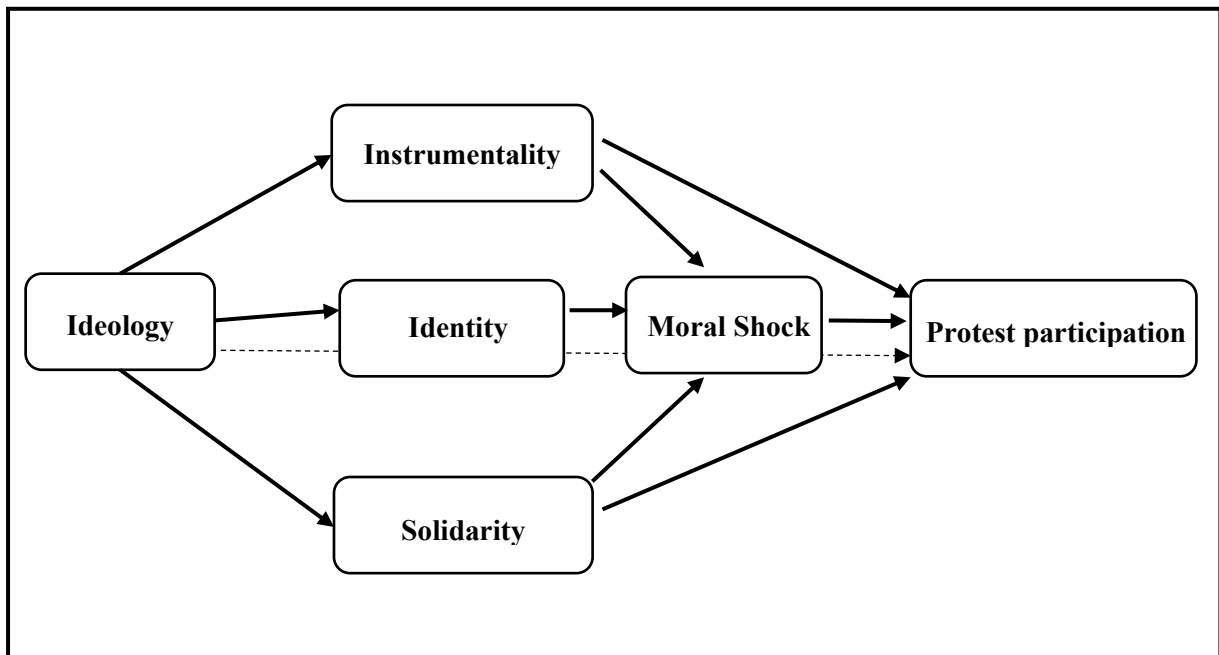 Instrumentality
Ideology
Identity
Moral Shock
Protest participation
Solidarity